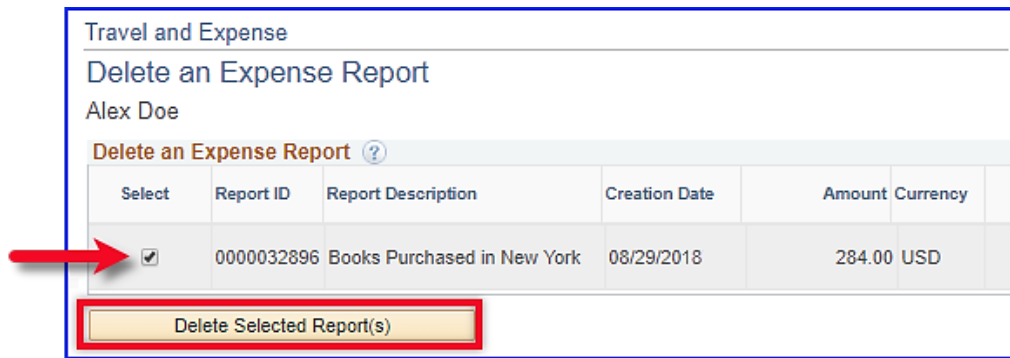 Travel and Expense
Delete an Expense Report
Alex Doe
Delete an Expense Report ?
Select Report ID Report Description Creation Date Amount Currency
0000032896 Books Purchased in New York 08/29/2018 284.00 USD
Delete Selected Report(s)